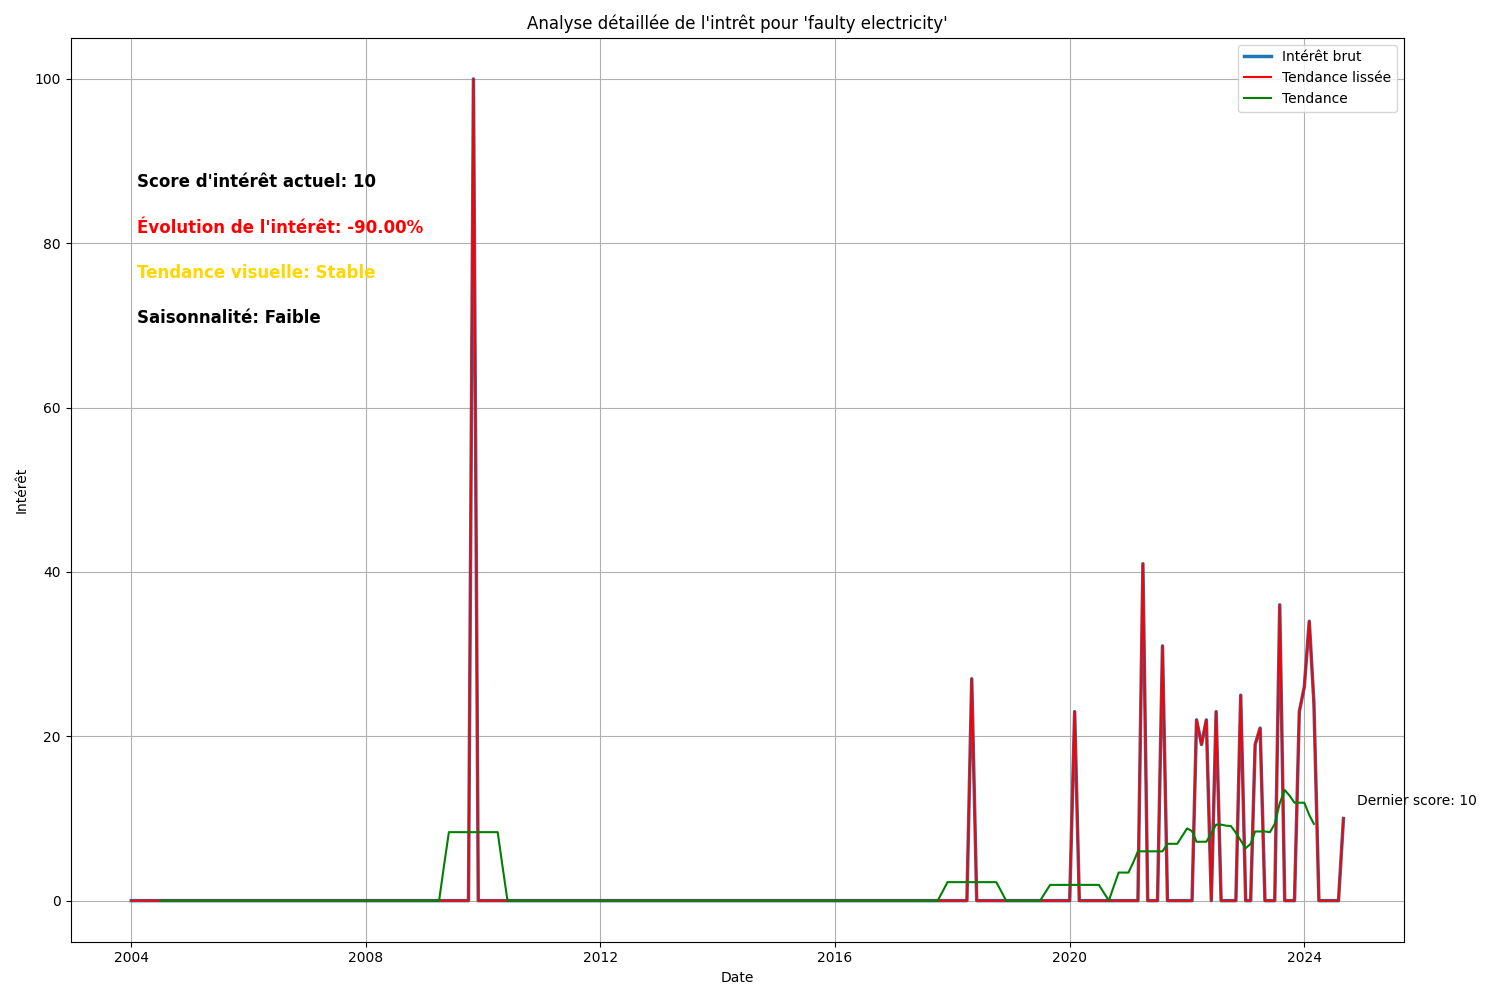 Analyse détaillée de l'intrêt pour 'faulty electricity'
Intérêt brut
Tendance lissée
Tendance
Score d'intérêt actuel: 10
Évolution de l'intérêt: -90.00%
Tendance visuelle: Stable
Saisonnalité: Faible
Dernier score: 10
100
80
60
40
20
0
Intérêt
2004
2008
2012
2016
2020
2024
Date